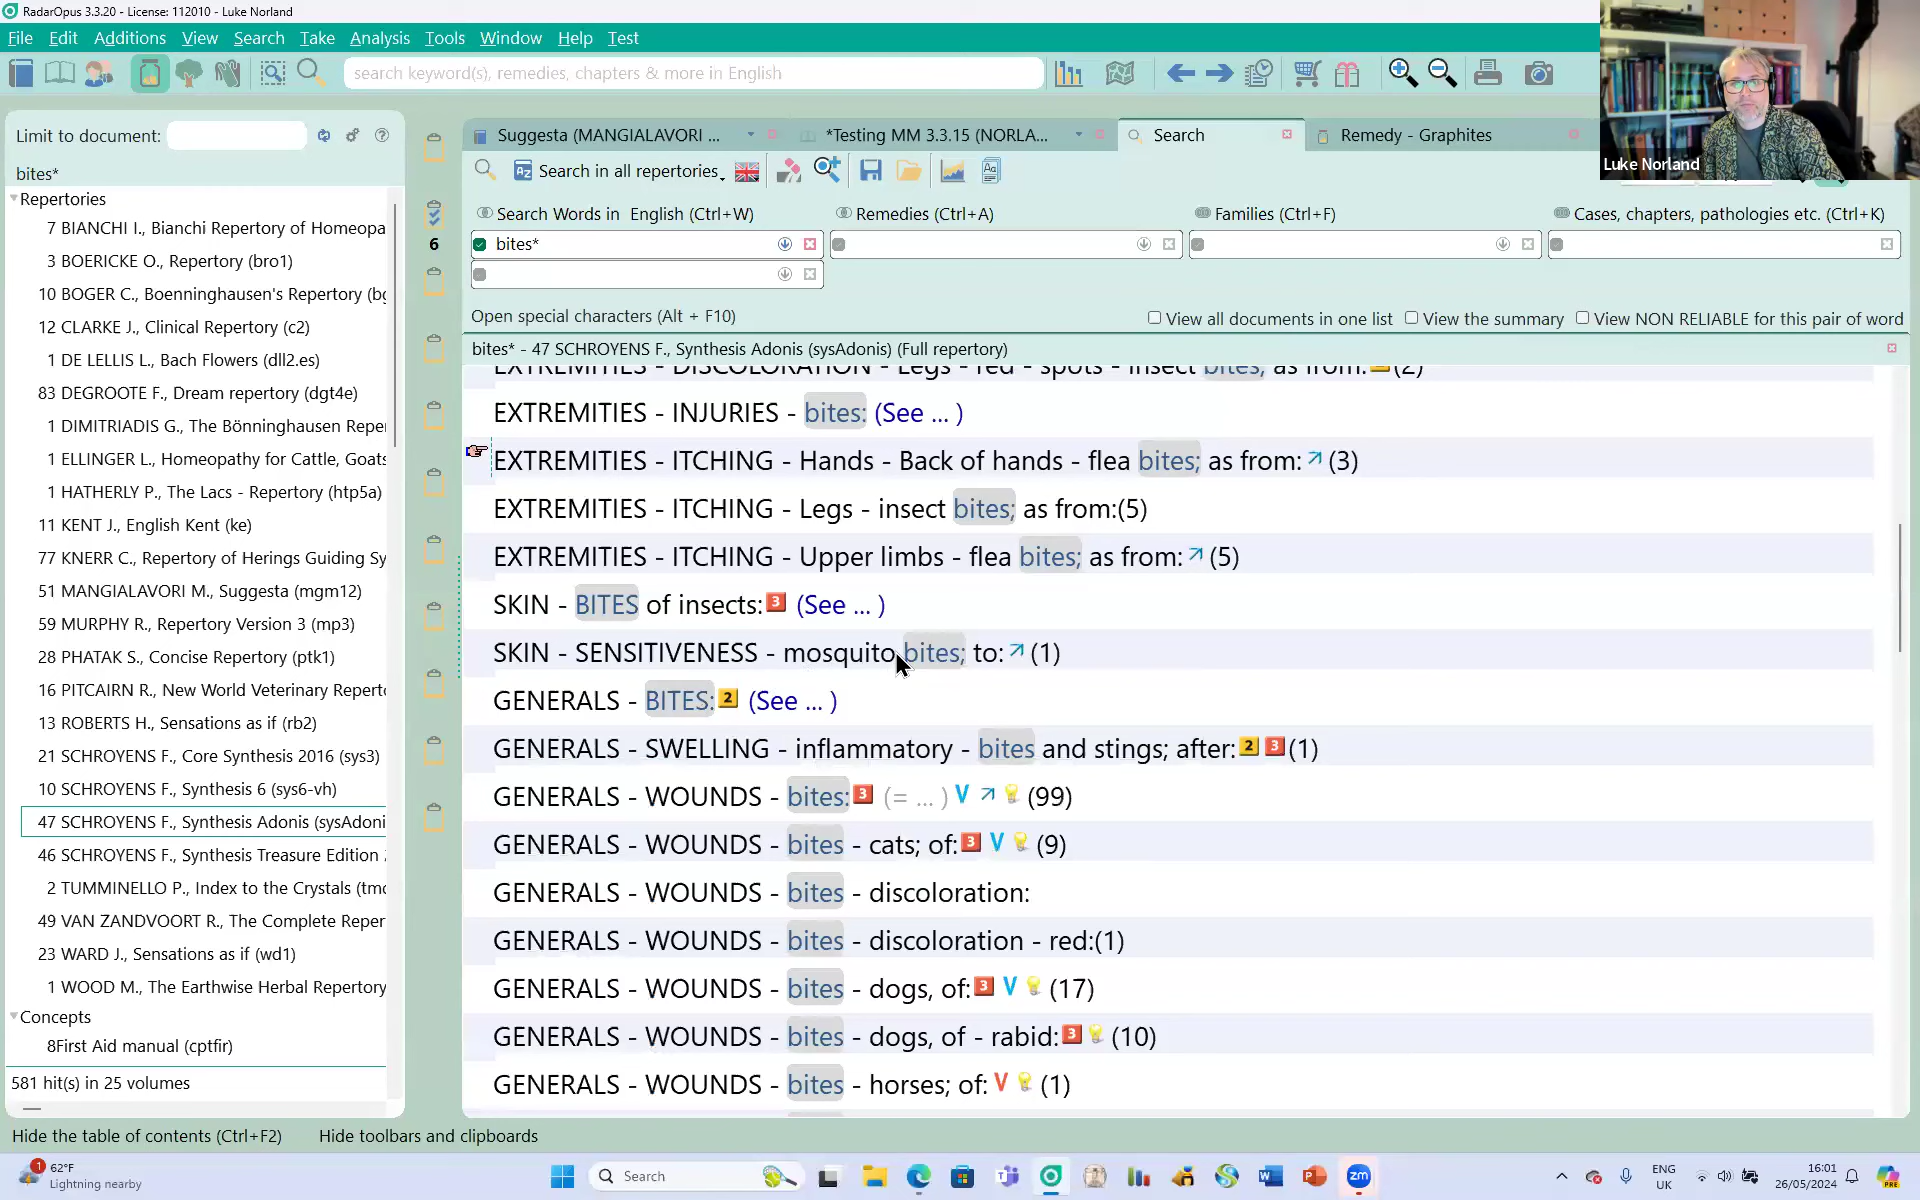 RadarOpus 3.3.20 - License: 112010 - Luke Norland
File Edit Additions View Search Take Analysis Tools Window Help Test
search keyword(s), remedies, chapters & more in English
Luke Norland
Limit to document:
bites*
Repertories
7 BIANCHI I., Bianchi Repertory of Homeopa
3 BOERICKE O., Repertory (bro1)
10 BOGER C., Boenninghausen's Repertory (bg
12 CLARKE J., Clinical Repertory (c2)
1 DE LELLIS L., Bach Flowers (dll2.es)
83 DEGROOTE F., Dream repertory (dgt4e)
1 DIMITRIADIS G., The Bönninghausen Reper
1 ELLINGER L., Homeopathy for Cattle, Goats
1 HATHERLY P., The Lacs - Repertory (htp5a)
11 KENT J., English Kent (ke)
77 KNERR C., Repertory of Herings Guiding Sy
51 MANGIALAVORI M., Suggesta (mgm12)
59 MURPHY R., Repertory Version 3 (mp3)
28 PHATAK S., Concise Repertory (ptk1)
16 PITCAIRN R., New World Veterinary Reperto
13 ROBERTS H., Sensations as if (rb2)
21 SCHROYENS F., Core Synthesis 2016 (sys3)
10 SCHROYENS F., Synthesis 6 (sys6-vh)
47 SCHROYENS F., Synthesis Adonis (sysAdoni
46 SCHROYENS F., Synthesis Treasure Edition
2 TUMMINELLO P., Index to the Crystals (tmc
49 VAN ZANDVOORT R., The Complete Reper
23 WARD J., Sensations as if (wd1)
1 WOOD M., The Earthwise Herbal Repertory
Concepts
8First Aid manual (cptfir)
581 hit(s) in 25 volumes
6
Suggesta (MANGIALAVORI ... *Testing MM 3.3.15 (NORLA... Search Remedy - Graphites
Search in all repertories
Search Words in English (Ctrl+W) Remedies (Ctrl+A) Families (Ctrl+F) Cases, chapters, pathologies etc. (Ctrl+K)
bites*
Open special characters (Alt + F10) View all documents in one list View the summary View NON RELIABLE for this pair of word
bites* - 47 SCHROYENS F., Synthesis Adonis (sysAdonis) (Full repertory)
EXTREMITIES - DISCOLORATION - Legs - red - spots - insect bites; as from: 2 (2)
EXTREMITIES - INJURIES - bites: (See ... )
EXTREMITIES - ITCHING - Hands - Back of hands - flea bites; as from: (3)
EXTREMITIES - ITCHING - Legs - insect bites; as from:(5)
EXTREMITIES - ITCHING - Upper limbs - flea bites; as from: (5)
SKIN - BITES of insects: 3 (See ... )
SKIN - SENSITIVENESS - mosquito bites; to: (1)
GENERALS - BITES: 2 (See ... )
GENERALS - SWELLING - inflammatory - bites and stings; after: 2 3 (1)
GENERALS - WOUNDS - bites: 3 (= ... ) V (99)
GENERALS - WOUNDS - bites - cats; of: 3 V (9)
GENERALS - WOUNDS - bites - discoloration:
GENERALS - WOUNDS - bites - discoloration - red:(1)
GENERALS - WOUNDS - bites - dogs, of: 3 V (17)
GENERALS - WOUNDS - bites - dogs, of - rabid: 3 (10)
GENERALS - WOUNDS - bites - horses; of: V (1)
Hide the table of contents (Ctrl+F2) Hide toolbars and clipboards
1
62°F
Lightning nearby
Search
zm
ENG
UK
16:01
26/05/2024
PRE